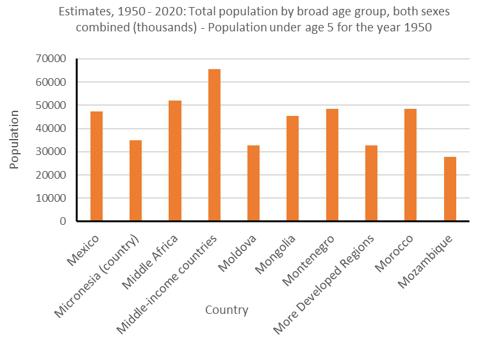 Estimates, 1950 - 2020: Total population by broad age group, both sexes
combined (thousands) - Population under age 5 for the year 1950
70000
60000
50000
40000
30000
20000
10000
0
Population
Mexico
Micronesia (country)
Middle Africa
Middle-income countries
Moldova
Mongolia
Montenegro
More Developed Regions
Morocco
Mozambique
Country